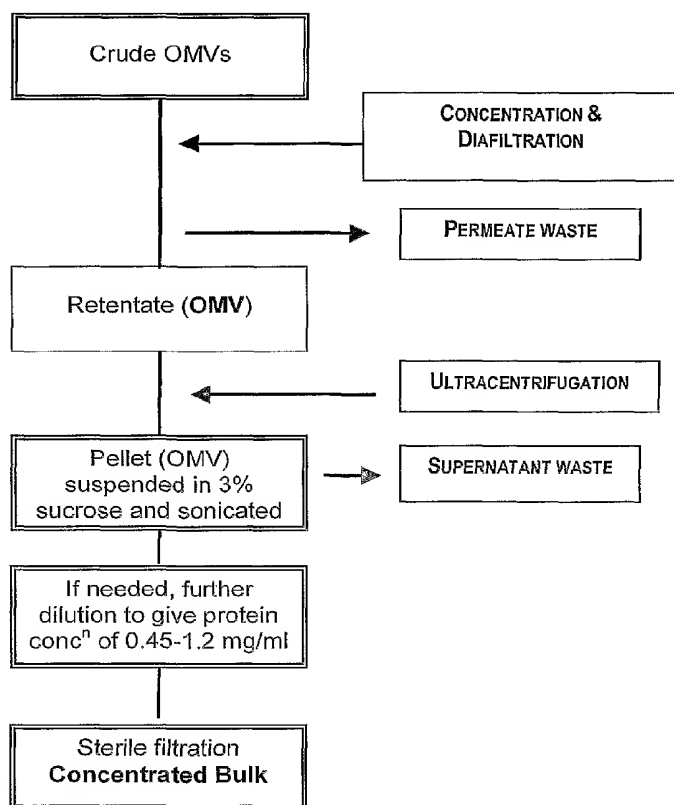 Crude OMVs
CONCENTRATION &
DIAFILTRATION
PERMEATE WASTE
Retentate (OMV)
ULTRACENTRIFUGATION
Pellet (OMV)
suspended in 3%
sucrose and sonicated
SUPERNATANT WASTE
If needed, further
dilution to give protein
concⁿ of 0.45-1.2 mg/ml
Sterile filtration
Concentrated Bulk